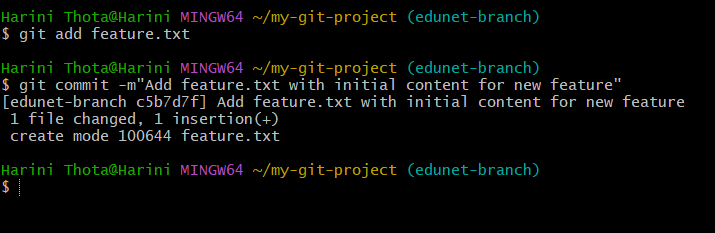 Harini Thota@Harini MINGW64 ~/my-git-project (edunet-branch)
$ git add feature.txt
Harini Thota@Harini MINGW64 ~/my-git-project (edunet-branch)
$ git commit -m"Add feature.txt with initial content for new feature"
[edunet-branch c5b7d7f] Add feature.txt with initial content for new feature
 1 file changed, 1 insertion(+)
 create mode 100644 feature.txt
Harini Thota@Harini MINGW64 ~/my-git-project (edunet-branch)
$